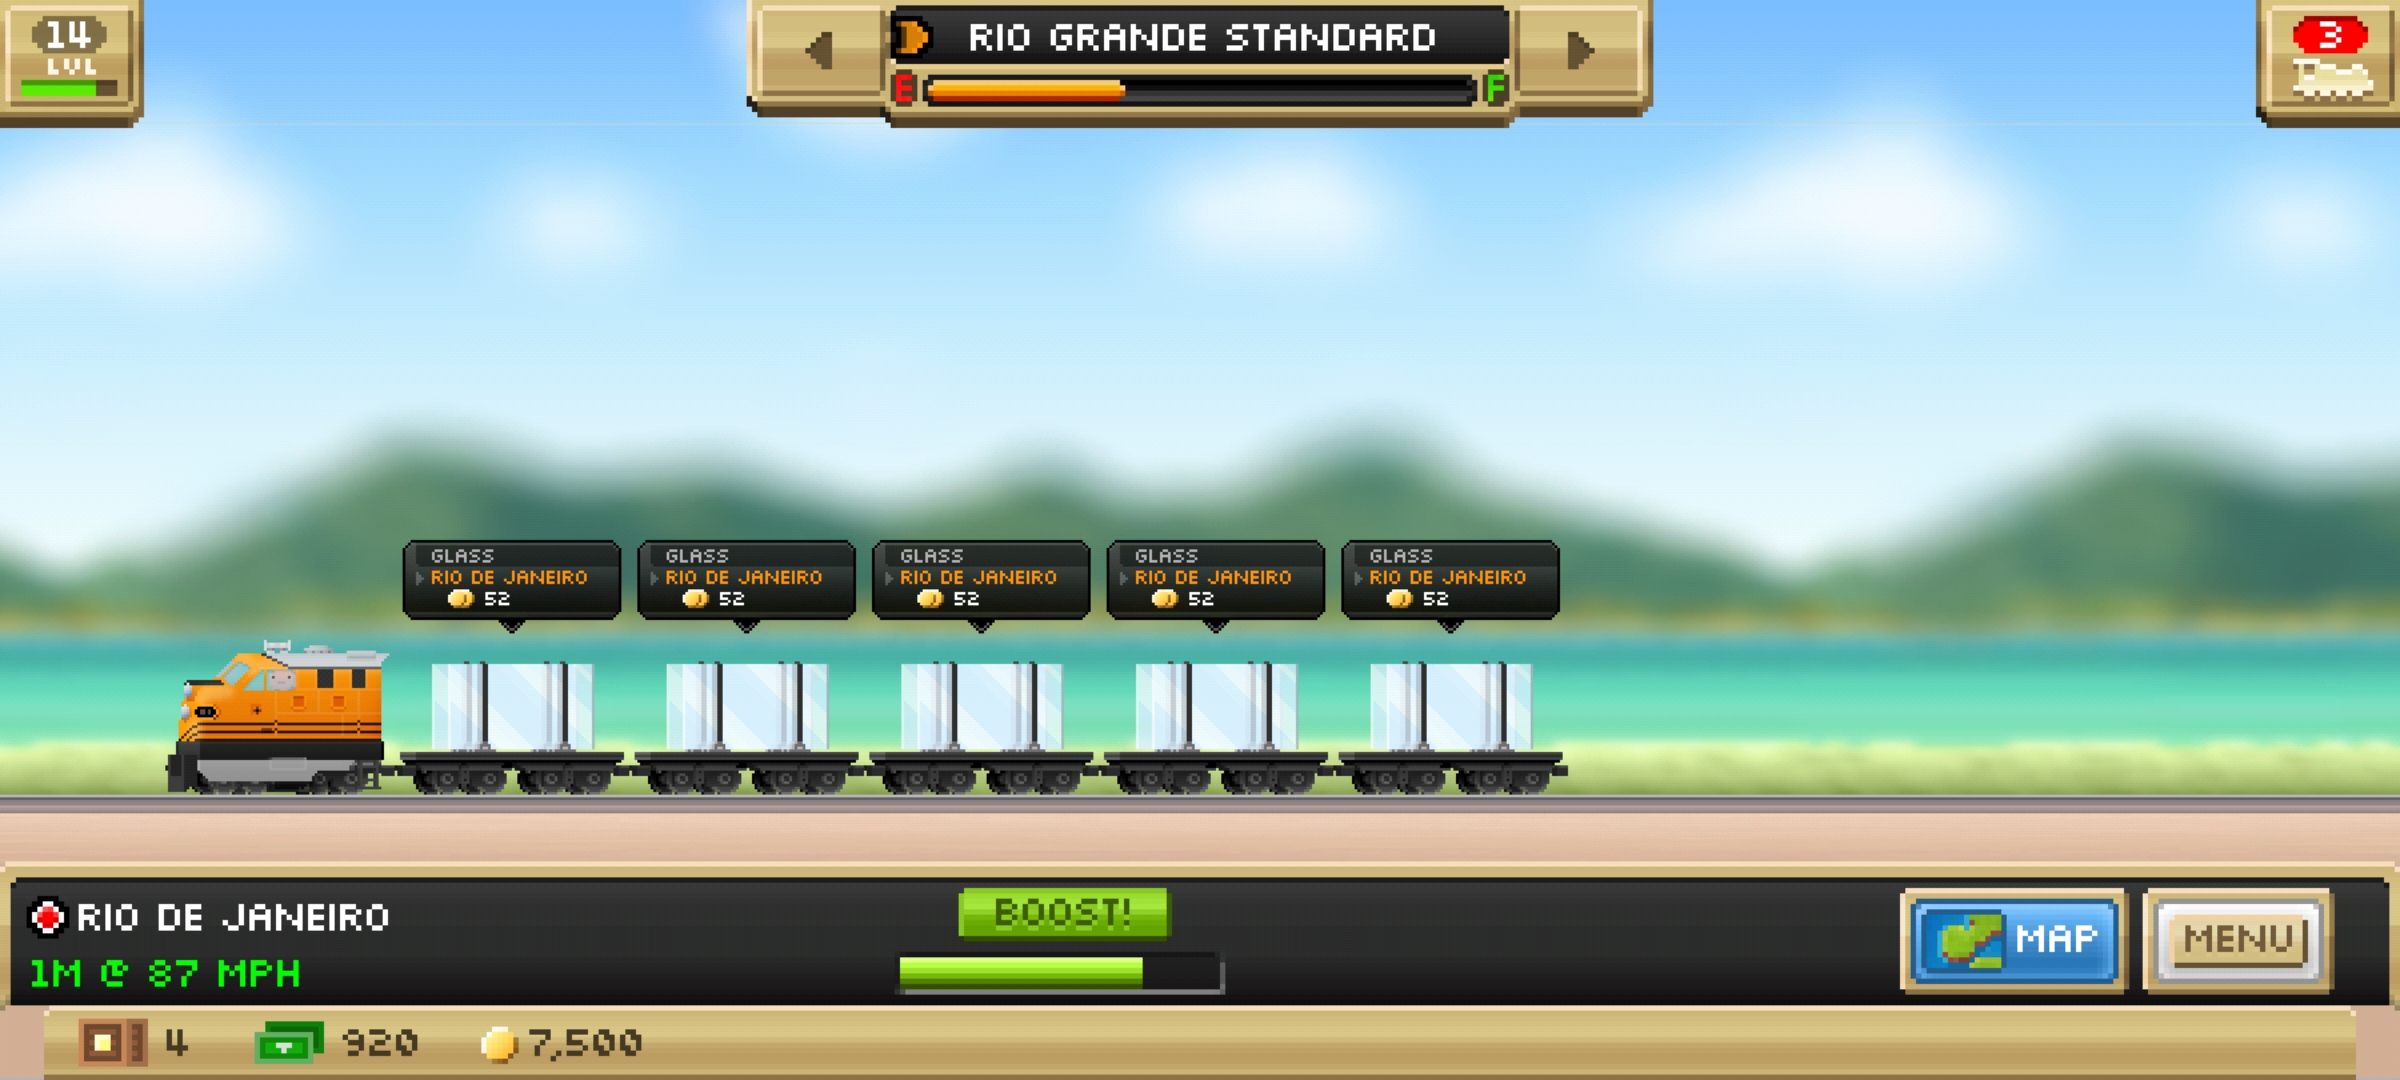 14
LVL
RIO GRANDE STANDARD
E F
3
GLASS
RIO DE JANEIRO
52
GLASS
RIO DE JANEIRO
52
GLASS
RIO DE JANEIRO
52
GLASS
RIO DE JANEIRO
52
GLASS
RIO DE JANEIRO
52
RIO DE JANEIRO
1M @ 87 MPH
BOOST!
MAP
MENU
4
920
7,500